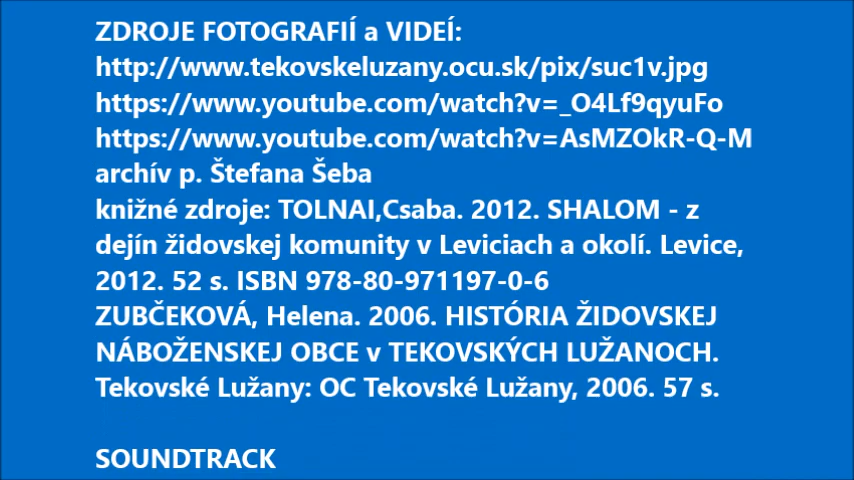 ZDROJE FOTOGRAFIÍ a VIDEÍ:
http://www.tekovskeluzany.ocu.sk/pix/suc1v.jpg
https://www.youtube.com/watch?v=_O4Lf9qyuFo
https://www.youtube.com/watch?v=AsMZOkR-Q-M
archív p. Štefana Šeba
knižné zdroje: TOLNAI,Csaba. 2012. SHALOM - z
dejín židovskej komunity v Leviciach a okolí. Levice,
2012. 52 s. ISBN 978-80-971197-0-6
ZUBČEKOVÁ, Helena. 2006. HISTÓRIA ŽIDOVSKEJ
NÁBOŽENSKEJ OBCE v TEKOVSKÝCH LUŽANOCH.
Tekovské Lužany: OC Tekovské Lužany, 2006. 57 s.
SOUNDTRACK